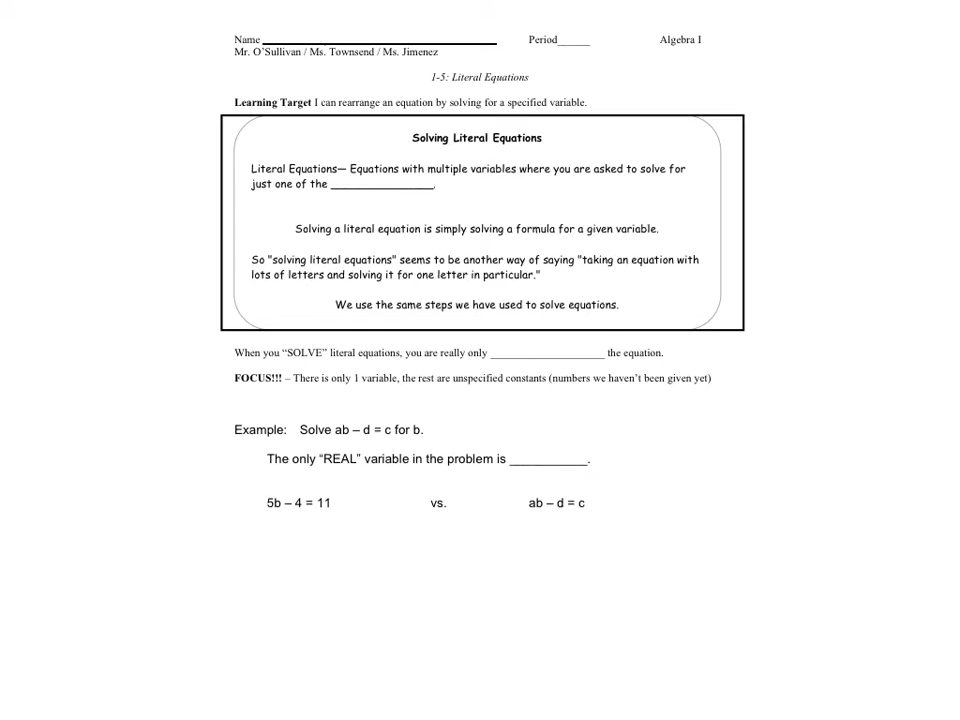 Name ____________________ Period______ Algebra I
Mr. O’Sullivan / Ms. Townsend / Ms. Jimenez
1-5: Literal Equations
Learning Target I can rearrange an equation by solving for a specified variable.
Solving Literal Equations
Literal Equations— Equations with multiple variables where you are asked to solve for
just one of the _______________.
Solving a literal equation is simply solving a formula for a given variable.
So "solving literal equations" seems to be another way of saying "taking an equation with
lots of letters and solving it for one letter in particular."
We use the same steps we have used to solve equations.
When you “SOLVE” literal equations, you are really only _____________________ the equation.
FOCUS!!! – There is only 1 variable, the rest are unspecified constants (numbers we haven’t been given yet)
Example: Solve ab – d = c for b.
The only “REAL” variable in the problem is ___________.
5b – 4 = 11 vs. ab – d = c